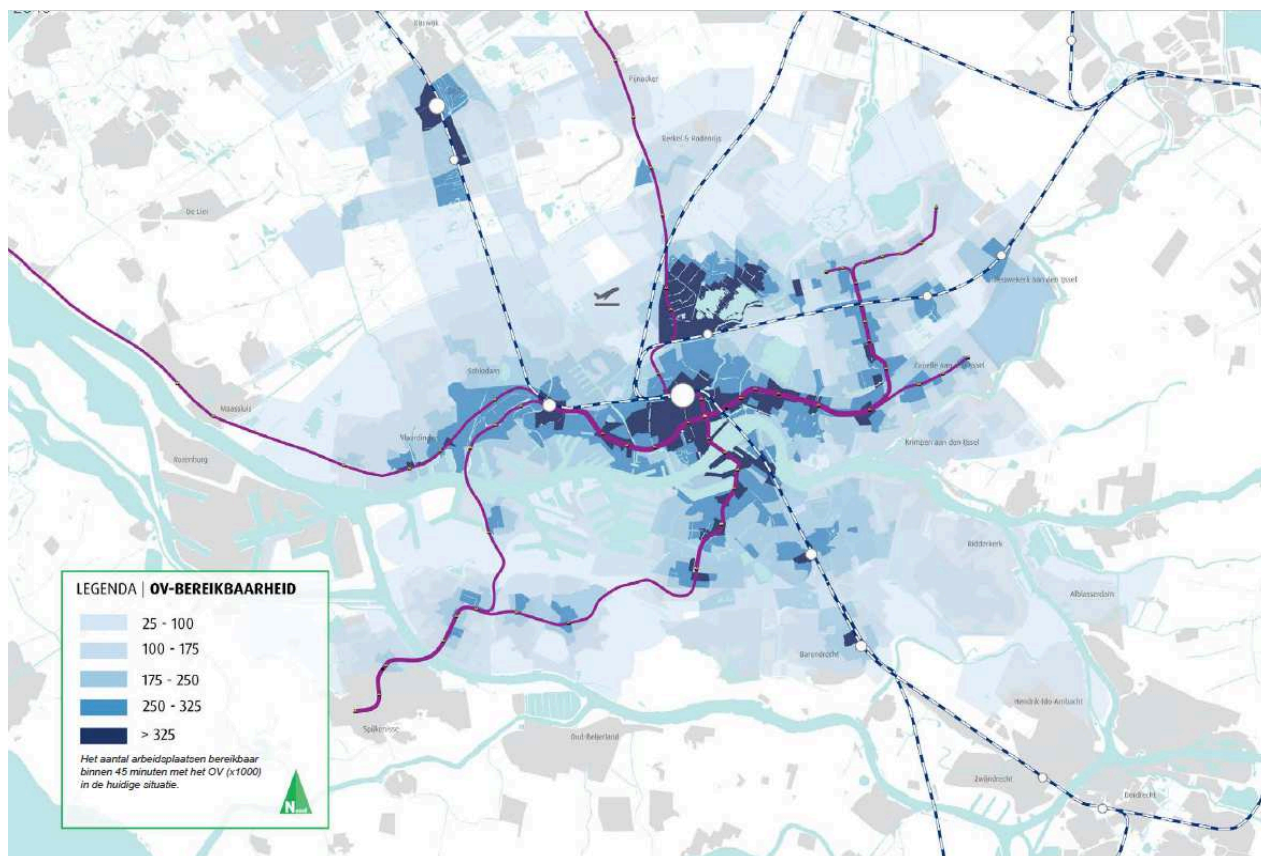 Pijnacker
Berkel & Rodenrijs
De Lier
Nieuwekerk aan den IJssel
Schiedam
Capelle aan den IJssel
Maassluis
Vlaardingen
Krimpen aan den IJssel
Rozenburg
Ridderkerk
LEGENDA | OV-BEREIKBAARHEID
25 - 100
100 - 175
175 - 250
250 - 325
> 325
Het aantal arbeidsplaatsen bereikbaar
binnen 45 minuten met het OV (x1000)
in de huidige situatie.
Alblasserdam
Barendrecht
Hendrik-Ido-Ambacht
Spijkenisse
Oud-Beijerland
Zwijndrecht
Dordrecht